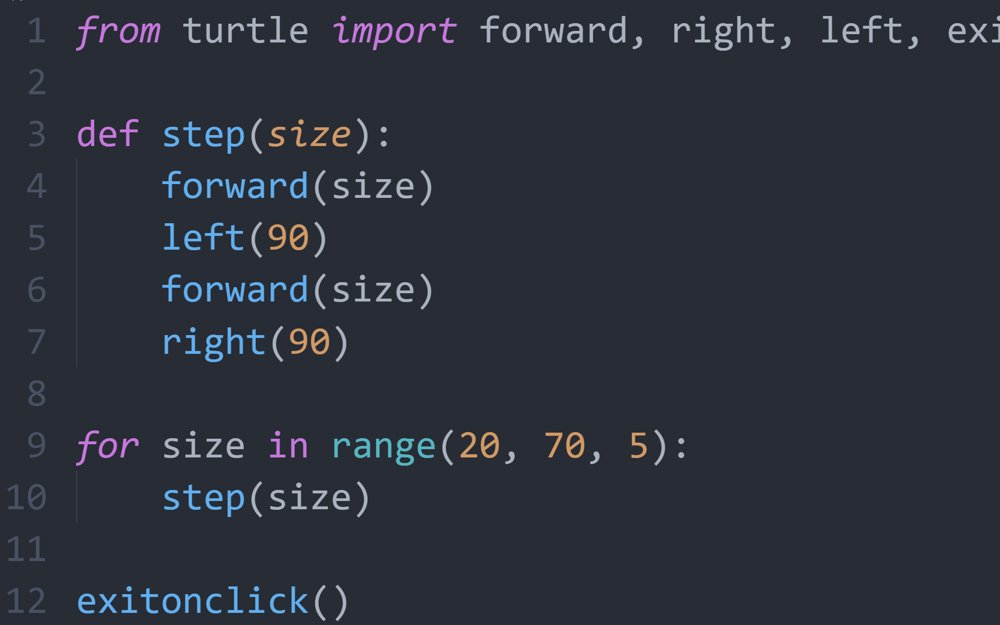 1 from turtle import forward, right, left,
2
3 def step(size):
4     forward(size)
5     left(90)
6     forward(size)
7     right(90)
8
9 for size in range(20, 70, 5):
10     step(size)
11
12 exitonclick()